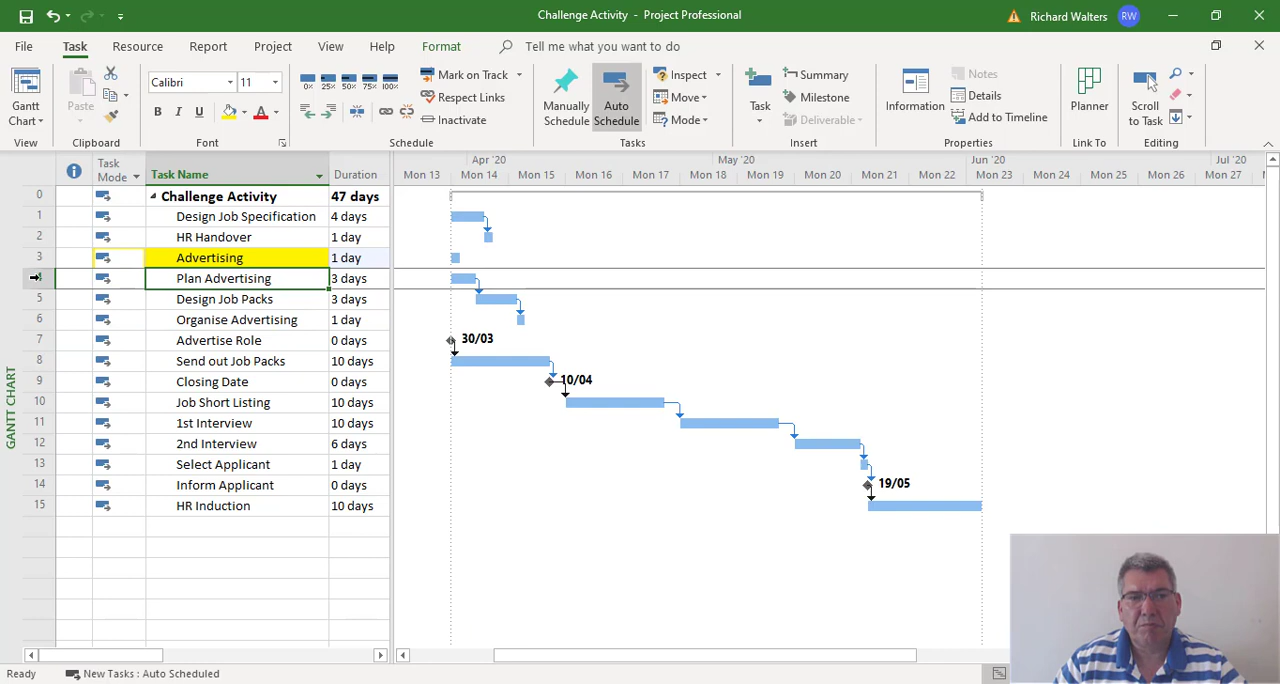 Challenge Activity - Project Professional
Richard Walters RW
File Task Resource Report Project View Help Format Tell me what you want to do
Gantt Chart
View
Paste
Clipboard
Calibri 11
B I U
Font
0% 25% 50% 75% 100%
Mark on Track
Respect Links
Inactivate
Schedule
Manually Schedule
Auto Schedule
Inspect
Move
Mode
Tasks
Task
Summary
Milestone
Deliverable
Insert
Information
Notes
Details
Add to Timeline
Properties
Planner
Link To
Scroll to Task
Editing
Task Mode Task Name Duration
Apr '20 May '20 Jun '20 Jul '20
Mon 13 Mon 14 Mon 15 Mon 16 Mon 17 Mon 18 Mon 19 Mon 20 Mon 21 Mon 22 Mon 23 Mon 24 Mon 25 Mon 26 Mon 27
0 Challenge Activity 47 days
1 Design Job Specification 4 days
2 HR Handover 1 day
3 Advertising 1 day
4 Plan Advertising 3 days
5 Design Job Packs 3 days
6 Organise Advertising 1 day
7 Advertise Role 0 days 30/03
8 Send out Job Packs 10 days
9 Closing Date 0 days 10/04
10 Job Short Listing 10 days
11 1st Interview 10 days
12 2nd Interview 6 days
13 Select Applicant 1 day
14 Inform Applicant 0 days 19/05
15 HR Induction 10 days
GANTT CHART
Ready New Tasks : Auto Scheduled